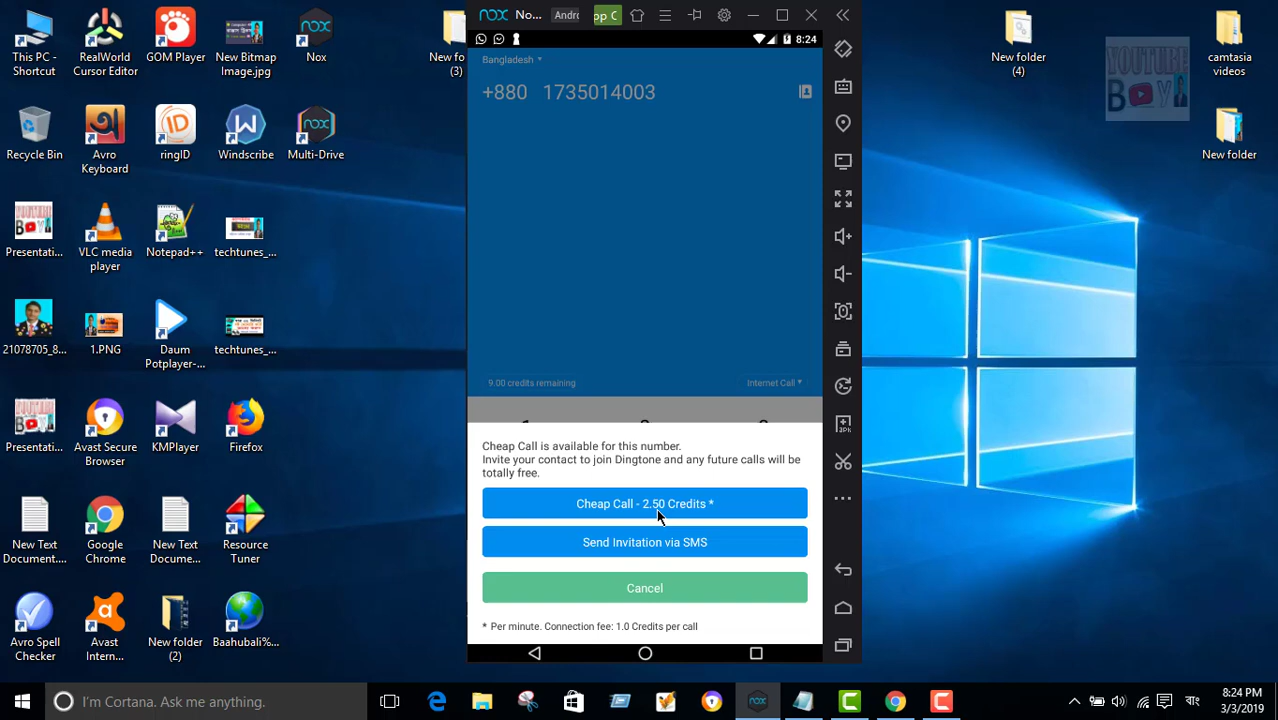 This PC - Shortcut
RealWorld Cursor Editor
GOM Player
New Bitmap Image.jpg
Nox
New fo... (3)
Recycle Bin
Avro Keyboard
ringID
Windscribe
Multi-Drive
Presentati...
VLC media player
Notepad++
techtunes_...
21078705_8...
1.PNG
Daum Potplayer-...
techtunes_...
Presentati...
Avast Secure Browser
KMPlayer
Firefox
New Text Document....
Google Chrome
New Text Docume...
Resource Tuner
Avro Spell Checker
Avast Intern...
New folder (2)
Baahubali%...
nox No... Andro op C
8:24
Bangladesh
+880 1735014003
9.00 credits remaining
Internet Call
Cheap Call is available for this number.
Invite your contact to join Dingtone and any future calls will be
totally free.
Cheap Call - 2.50 Credits *
Send Invitation via SMS
Cancel
* Per minute. Connection fee: 1.0 Credits per call
New folder (4)
YOUTUBE
BOY
camtasia videos
New folder
I'm Cortana. Ask me anything.
বাং
8:24 PM
3/3/2019